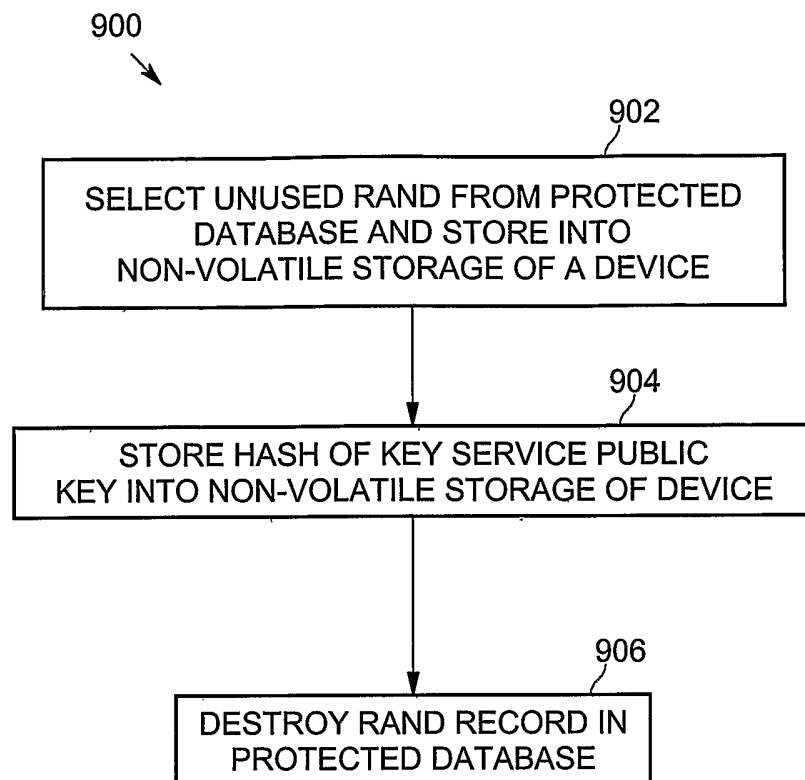 900
902
SELECT UNUSED RAND FROM PROTECTED
DATABASE AND STORE INTO
NON-VOLATILE STORAGE OF A DEVICE
904
STORE HASH OF KEY SERVICE PUBLIC
KEY INTO NON-VOLATILE STORAGE OF DEVICE
906
DESTROY RAND RECORD IN
PROTECTED DATABASE